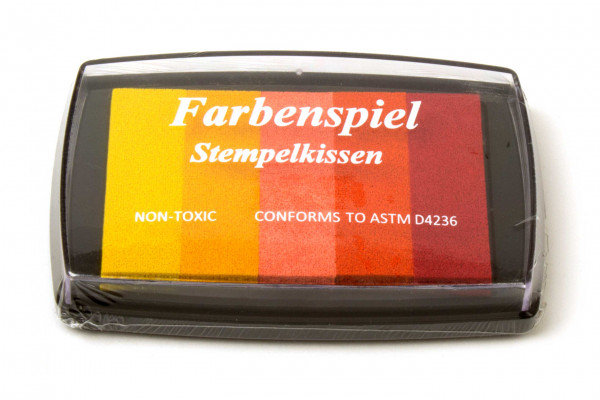 Farbenspiel
Stempelkissen
NON-TOXIC CONFORMS TO ASTM D4236